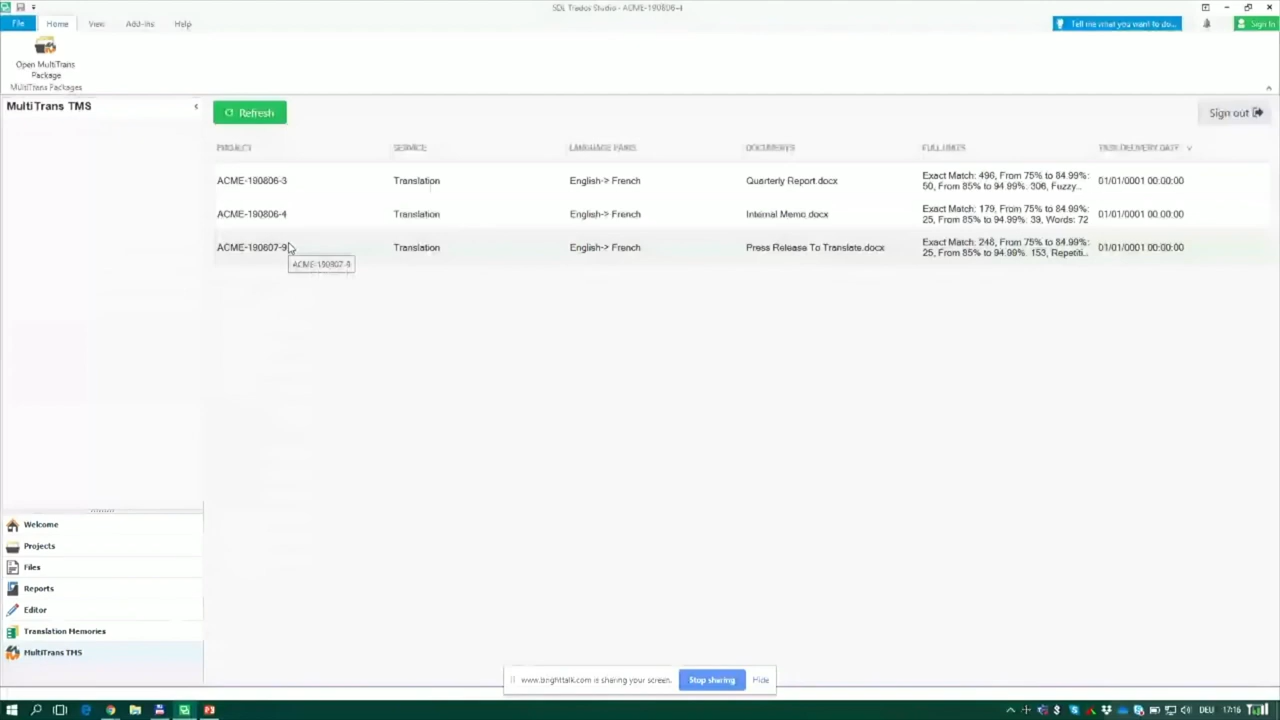 SDL Trados Studio - ACME-190806-4
File Home View Add-Ins Help
Tell me what you want to do...
Sign In
Open MultiTrans
Package
MultiTrans Packages
MultiTrans TMS
Refresh
Sign out
PROJECT SERVICE LANGUAGE PAIRS DOCUMENTS FULL UNITS TASK DELIVERY DATE
ACME-190806-3 Translation English-> French Quarterly Report.docx Exact Match: 496, From 75% to 84.99%: 01/01/0001 00:00:00
50, From 85% to 94.99%: 306, Fuzzy...
ACME-190806-4 Translation English-> French Internal Memo.docx Exact Match: 179, From 75% to 84.99%: 01/01/0001 00:00:00
25, From 85% to 94.99%: 39, Words: 72
ACME-190807-9 Translation English-> French Press Release To Translate.docx Exact Match: 248, From 75% to 84.99%: 01/01/0001 00:00:00
25, From 85% to 94.99%: 153, Repetiti...
ACME-190807-9
Welcome
Projects
Files
Reports
Editor
Translation Memories
MultiTrans TMS
www.brighttalk.com is sharing your screen. Stop sharing Hide
DEU 17:16